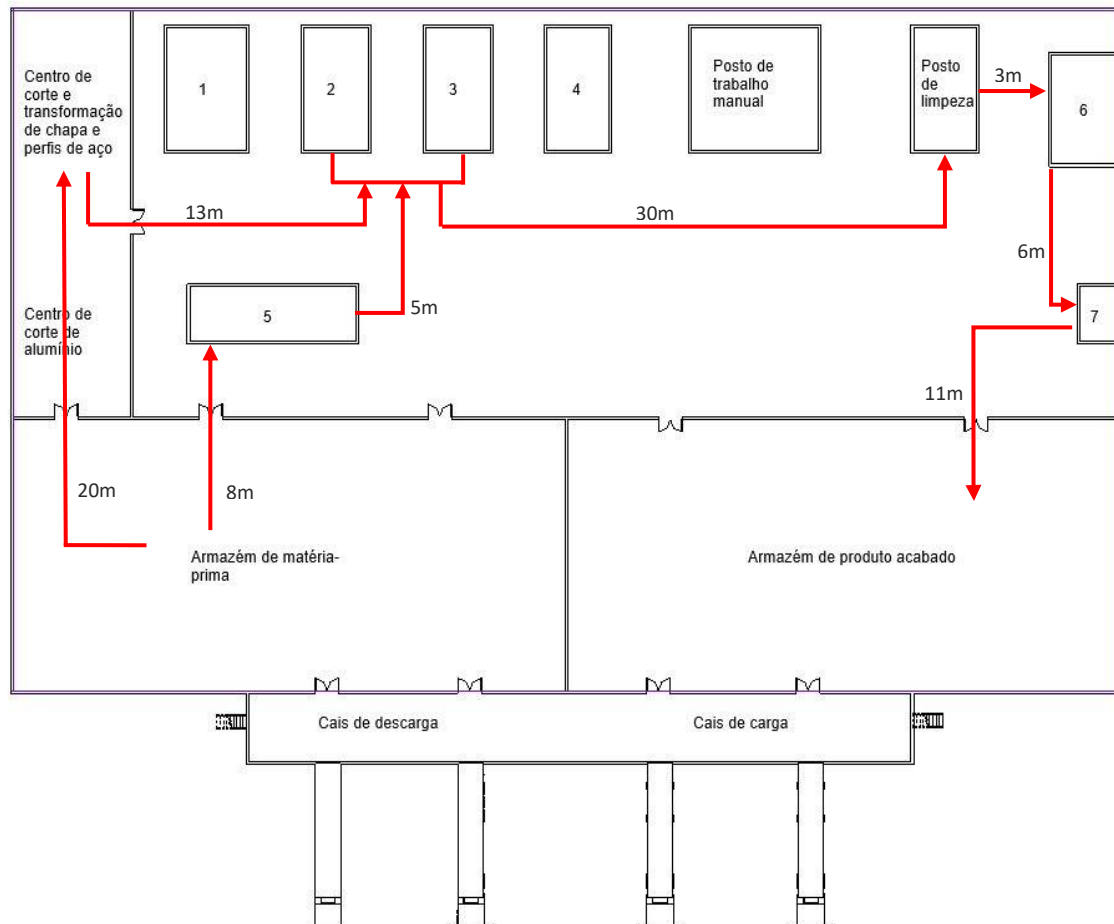 Centro de
corte e
transformação
de chapa e
perfis de aço
1
2
3
4
Posto de
trabalho
manual
Posto
de
limpeza
3m
6
13m
30m
6m
Centro de
corte de
alumínio
5
5m
7
11m
20m
8m
Armazém de matéria-
prima
Armazém de produto acabado
Cais de descarga
Cais de carga